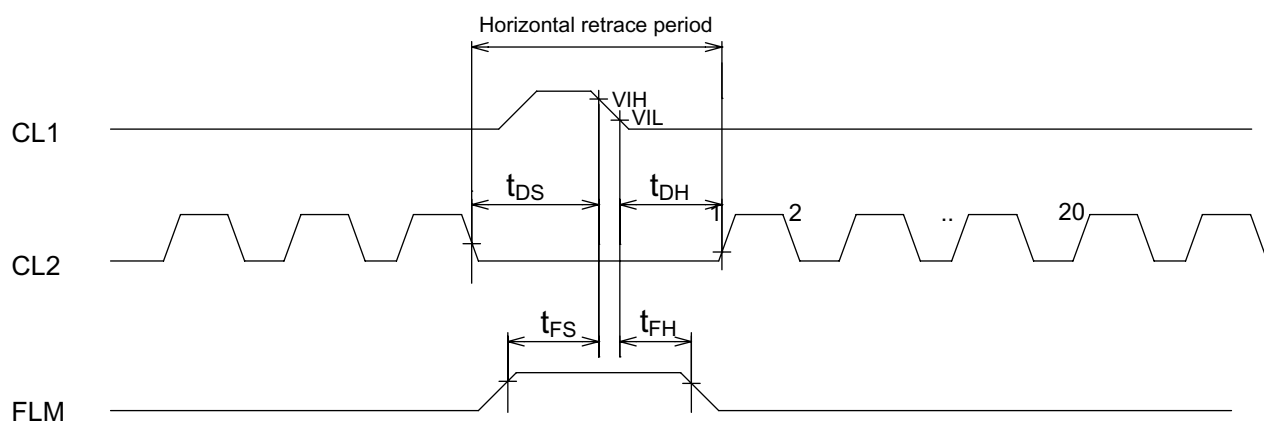 Horizontal retrace period
VIH
CL1
VIL
tDS
tDH
1
2
..
20
CL2
tFS
tFH
FLM